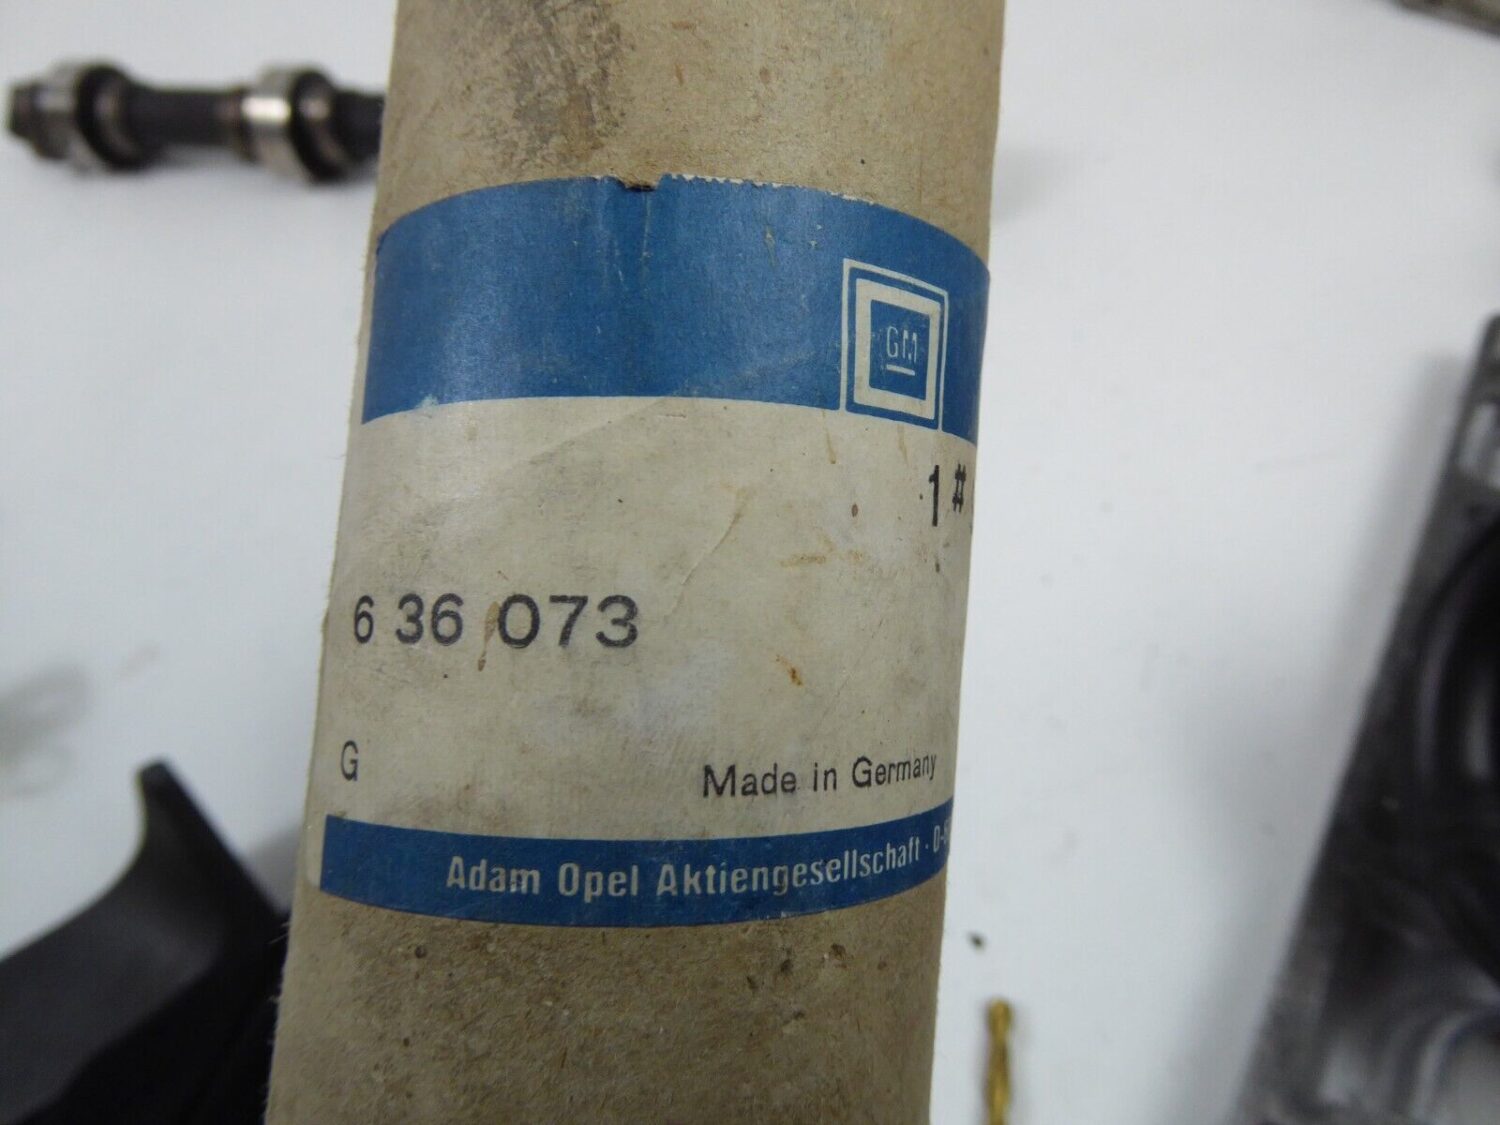 GM
1#
6 36 073
G
Made in Germany
Adam Opel Aktiengesellschaft